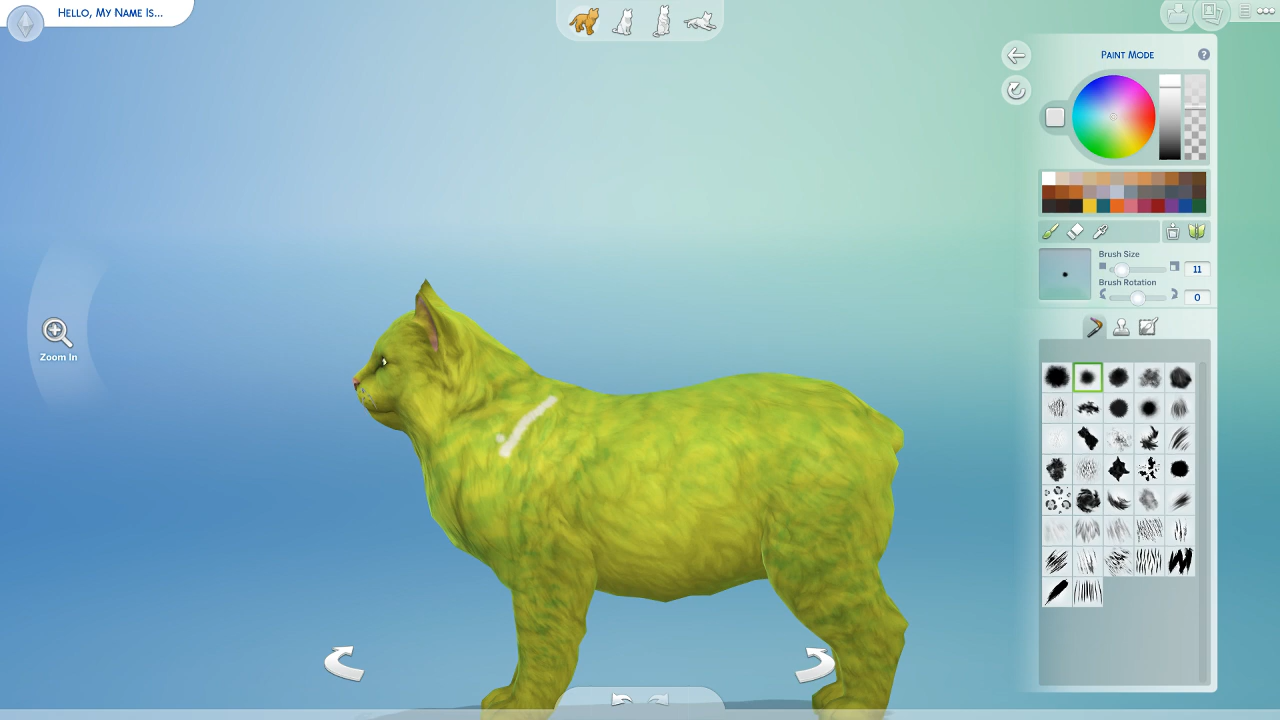 Hello, My Name Is...
Paint Mode
?
Brush Size
11
Brush Rotation
0
Zoom In